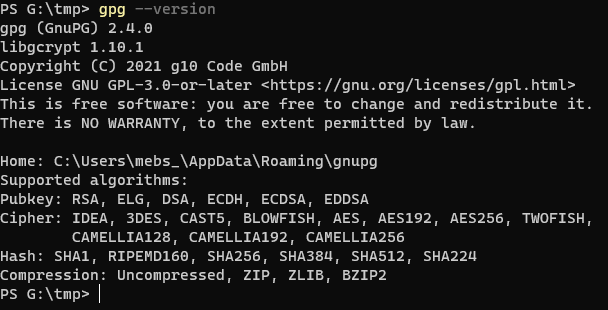 PS G:\tmp> gpg --version
gpg (GnuPG) 2.4.0
libgcrypt 1.10.1
Copyright (C) 2021 g10 Code GmbH
License GNU GPL-3.0-or-later <https://gnu.org/licenses/gpl.html>
This is free software: you are free to change and redistribute it.
There is NO WARRANTY, to the extent permitted by law.

Home: C:\Users\mebs_\AppData\Roaming\gnupg
Supported algorithms:
Pubkey: RSA, ELG, DSA, ECDH, ECDSA, EDDSA
Cipher: IDEA, 3DES, CAST5, BLOWFISH, AES, AES192, AES256, TWOFISH,
        CAMELLIA128, CAMELLIA192, CAMELLIA256
Hash: SHA1, RIPEMD160, SHA256, SHA384, SHA512, SHA224
Compression: Uncompressed, ZIP, ZLIB, BZIP2
PS G:\tmp>